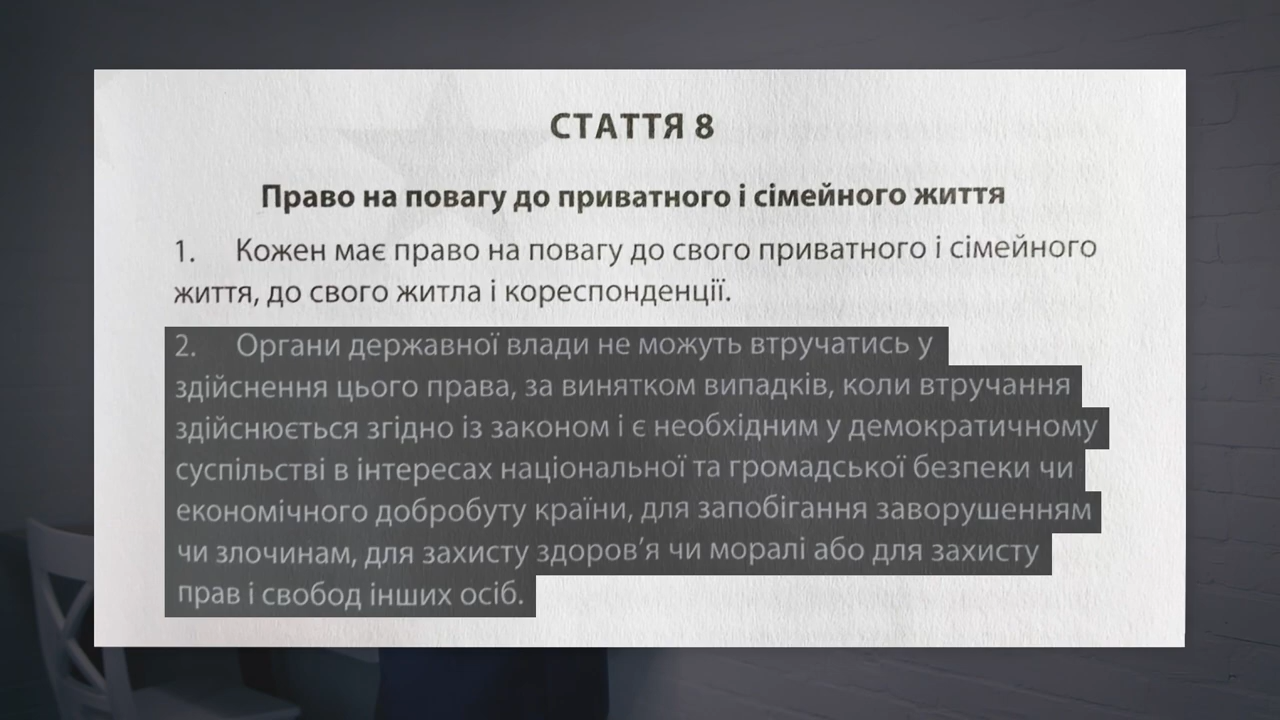 СТАТТЯ 8
Право на повагу до приватного і сімейного життя
1. Кожен має право на повагу до свого приватного і сімейного
життя, до свого житла і кореспонденції.
2. Органи державної влади не можуть втручатись у
здійснення цього права, за винятком випадків, коли втручання
здійснюється згідно із законом і є необхідним у демократичному
суспільстві в інтересах національної та громадської безпеки чи
економічного добробуту країни, для запобігання заворушенням
чи злочинам, для захисту здоров’я чи моралі або для захисту
прав і свобод інших осіб.